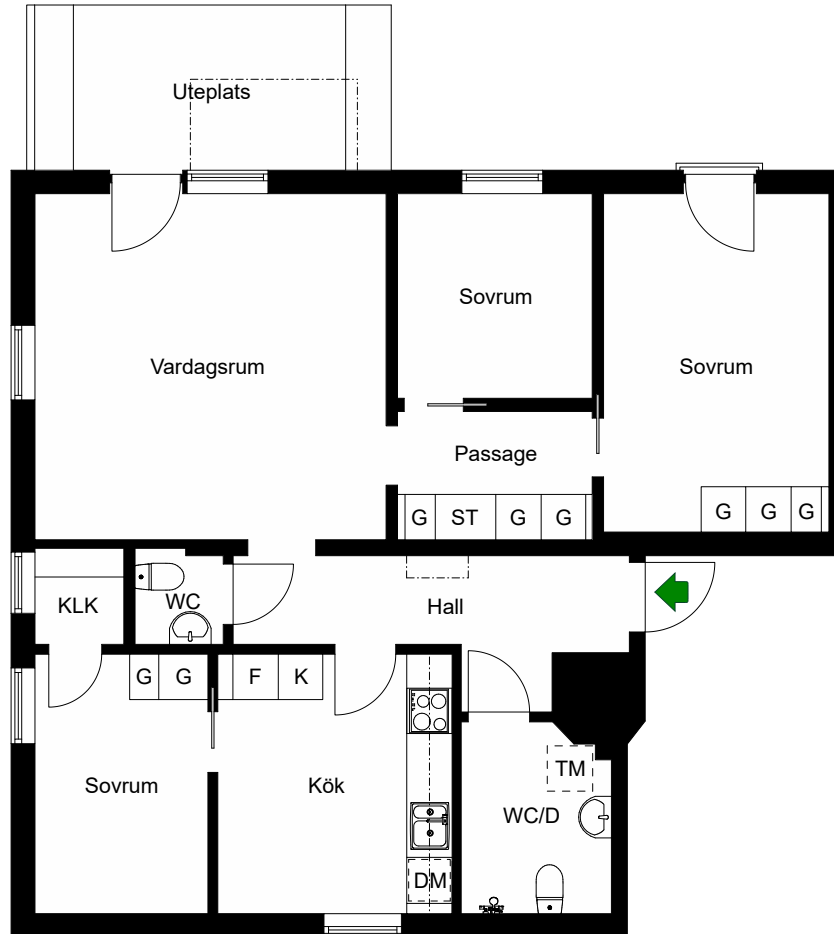 Uteplats
Sovrum
Vardagsrum
Sovrum
Passage
G ST G G
G G G
KLK
WC
Hall
G G
F K
Sovrum
Kök
TM
WC/D
DM